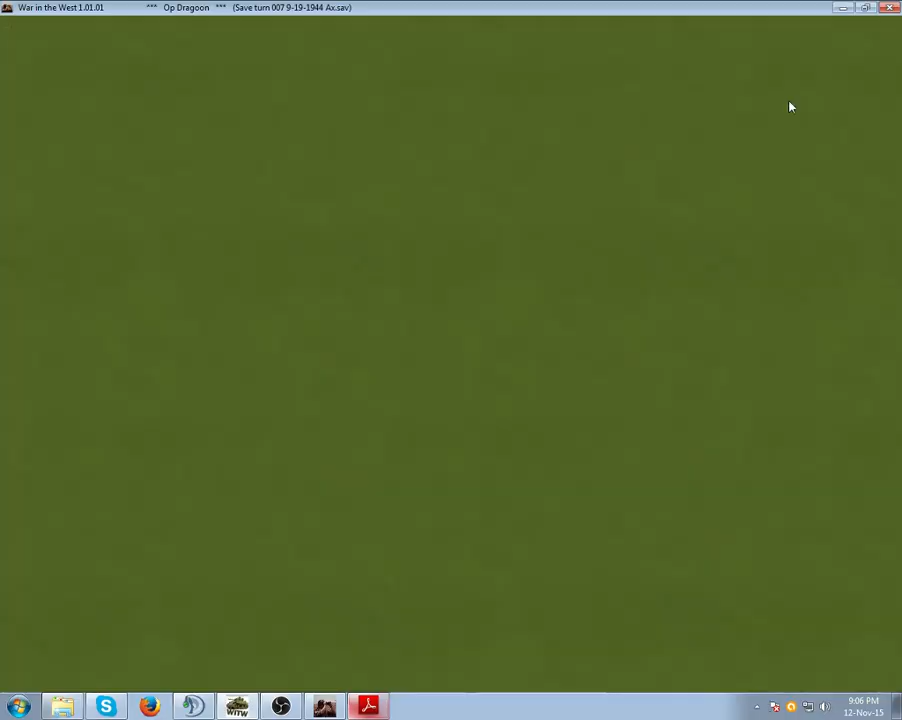 War in the West 1.01.01 *** Op Dragoon *** (Save turn 007 9-19-1944 Ax.sav)
WITW
9:06 PM
12-Nov-15